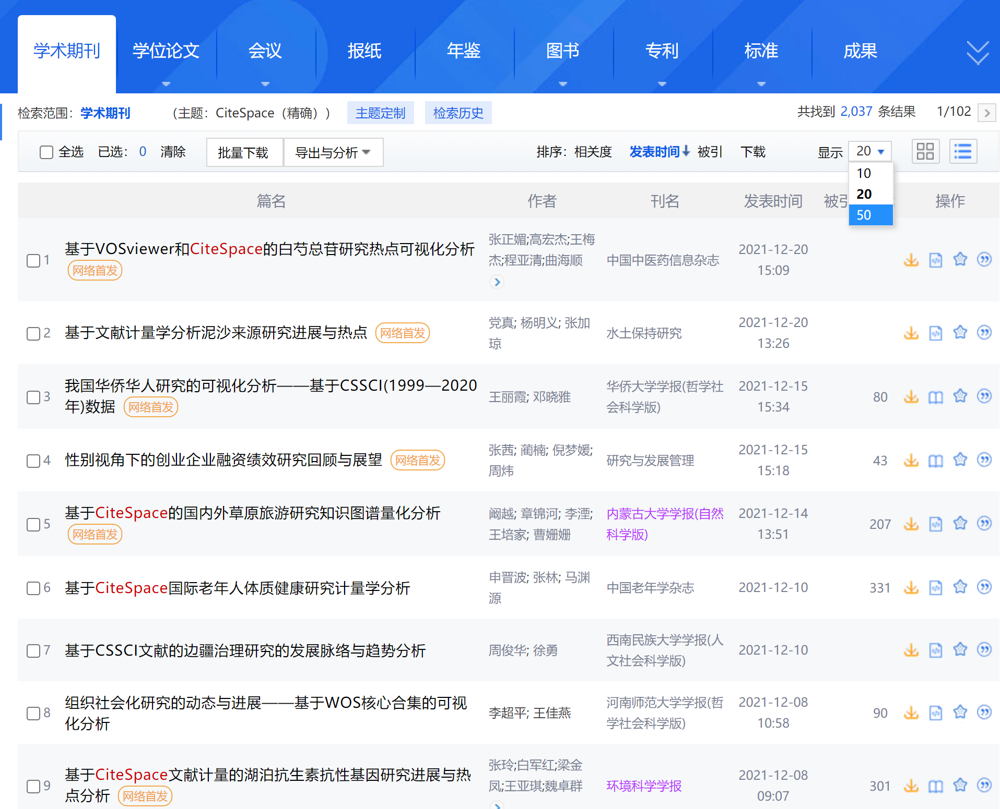 学术期刊 学位论文 会议 报纸 年鉴 图书 专利 标准 成果
检索范围：学术期刊 （主题：CiteSpace（精确）） 主题定制 检索历史 共找到 2,037 条结果 1/102
全选 已选：0 清除 批量下载 导出与分析 排序：相关度 发表时间 被引 下载 显示 20
10
20
50
篇名 作者 刊名 发表时间 被引 操作
1 基于VOSviewer和CiteSpace的白芍总苷研究热点可视化分析
网络首发
张正媚;高宏杰;王梅
杰;程亚清;曲海顺
中国中医药信息杂志
2021-12-20
15:09
2 基于文献计量学分析泥沙来源研究进展与热点 网络首发
党真; 杨明义; 张加
琼
水土保持研究
2021-12-20
13:26
3 我国华侨华人研究的可视化分析——基于CSSCI(1999—2020
年)数据 网络首发
王丽霞; 邓晓雅
华侨大学学报(哲学社
会科学版)
2021-12-15
15:34
80
4 性别视角下的创业企业融资绩效研究回顾与展望 网络首发
张茜; 蔺楠; 倪梦媛;
周炜
研究与发展管理
2021-12-15
15:18
43
5 基于CiteSpace的国内外草原旅游研究知识图谱量化分析
网络首发
阚越; 章锦河; 李湮;
王培家; 曹姗姗
内蒙古大学学报(自然
科学版)
2021-12-14
13:51
207
6 基于CiteSpace国际老年人体质健康研究计量学分析
申晋波; 张林; 马渊
源
中国老年学杂志
2021-12-10
331
7 基于CSSCI文献的边疆治理研究的发展脉络与趋势分析
周俊华; 徐勇
西南民族大学学报(人
文社会科学版)
2021-12-10
8 组织社会化研究的动态与进展——基于WOS核心合集的可视
化分析
李超平; 王佳燕
河南师范大学学报(哲
学社会科学版)
2021-12-08
10:58
90
9 基于CiteSpace文献计量的湖泊抗生素抗性基因研究进展与热
点分析 网络首发
张玲;白军红;梁金
凤;王亚琪;魏卓群
环境科学学报
2021-12-08
09:07
301